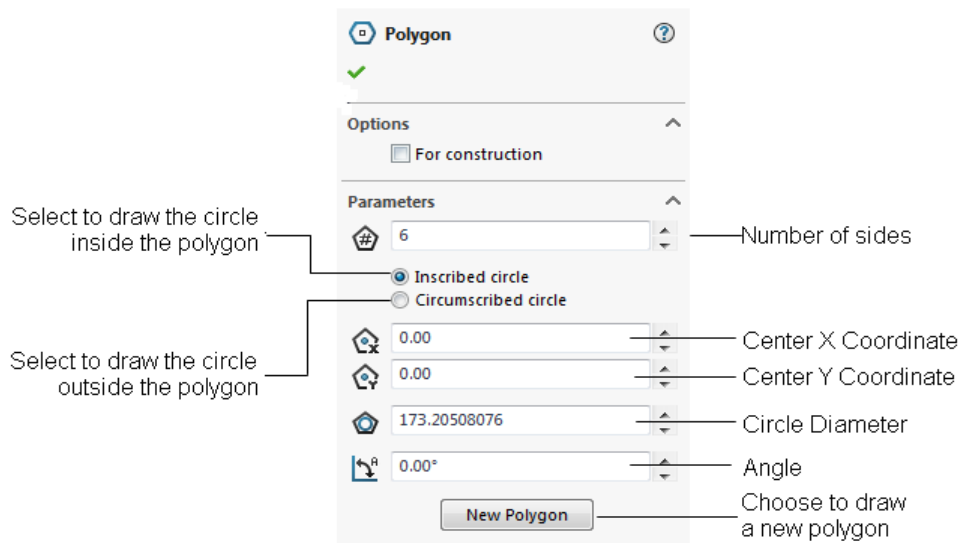 Polygon
Options
For construction
Parameters
Select to draw the circle
inside the polygon
6
Number of sides
Inscribed circle
Circumscribed circle
Select to draw the circle
outside the polygon
0.00
Center X Coordinate
0.00
Center Y Coordinate
173.20508076
Circle Diameter
0.00°
Angle
New Polygon
Choose to draw
a new polygon